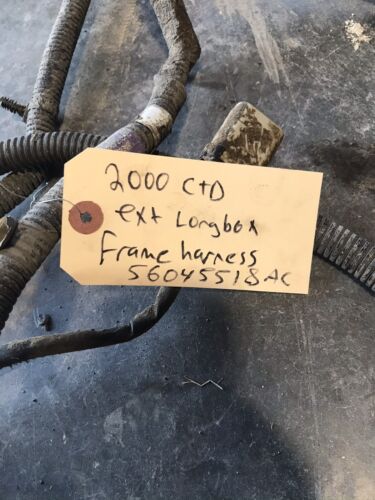 2000 CTD
ext Longbox
Frame harness
56045518AC